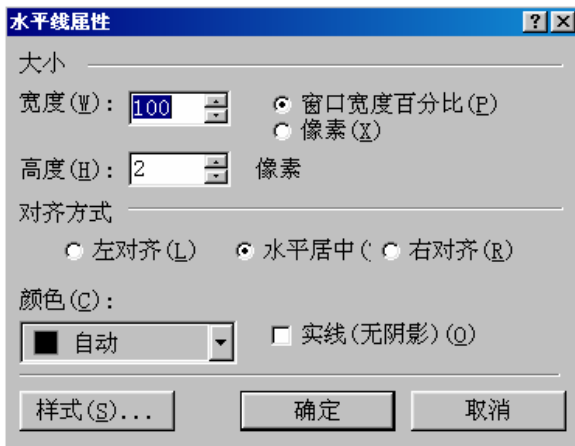 水平线属性
大小
宽度(W): 100 窗口宽度百分比(P)
像素(X)
高度(H): 2 像素
对齐方式
左对齐(L) 水平居中( 右对齐(R)
颜色(C):
自动 实线(无阴影)(O)
样式(S)... 确定 取消